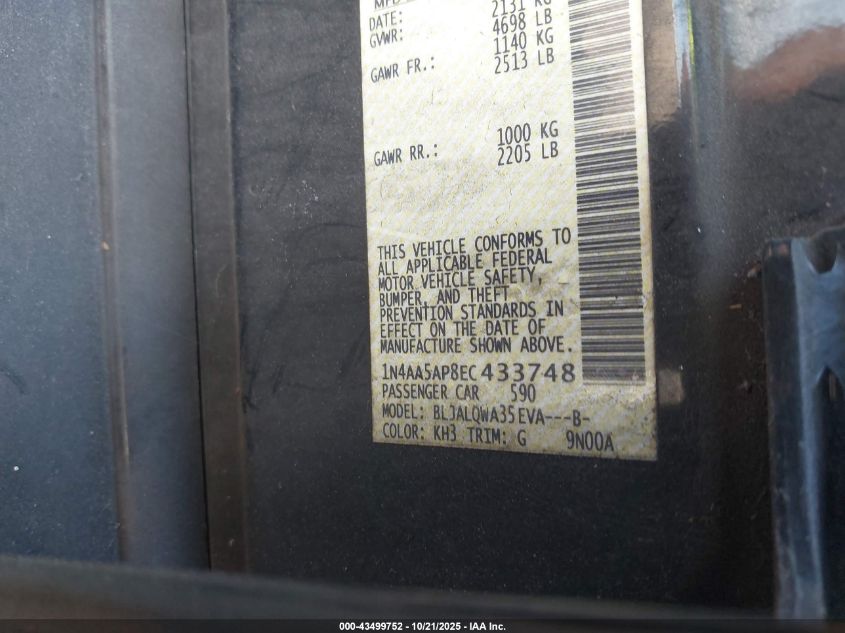 2131 KG
DATE: 4698 LB
GVWR: 1140 KG
GAWR FR.: 2513 LB
1000 KG
GAWR RR.: 2205 LB
THIS VEHICLE CONFORMS TO
ALL APPLICABLE FEDERAL
MOTOR VEHICLE SAFETY,
BUMPER, AND THEFT
PREVENTION STANDARDS IN
EFFECT ON THE DATE OF
MANUFACTURE SHOWN ABOVE.
1N4AA5AP8EC433748
PASSENGER CAR 590
MODEL: BLJALQWA35EVA---B-
COLOR: KH3 TRIM: G 9N00A
000-43499752 - 10/21/2025 - IAA Inc.